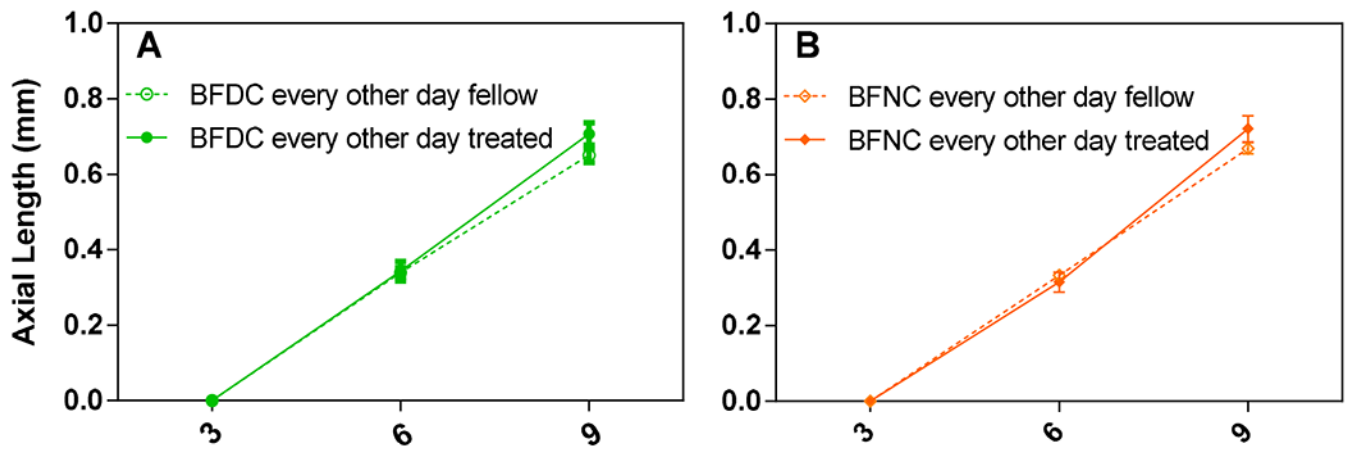 A
BFDC every other day fellow
BFDC every other day treated
Axial Length (mm)
1.0
0.8
0.6
0.4
0.2
0.0
3
6
9
B
BFNC every other day fellow
BFNC every other day treated
1.0
0.8
0.6
0.4
0.2
0.0
3
6
9